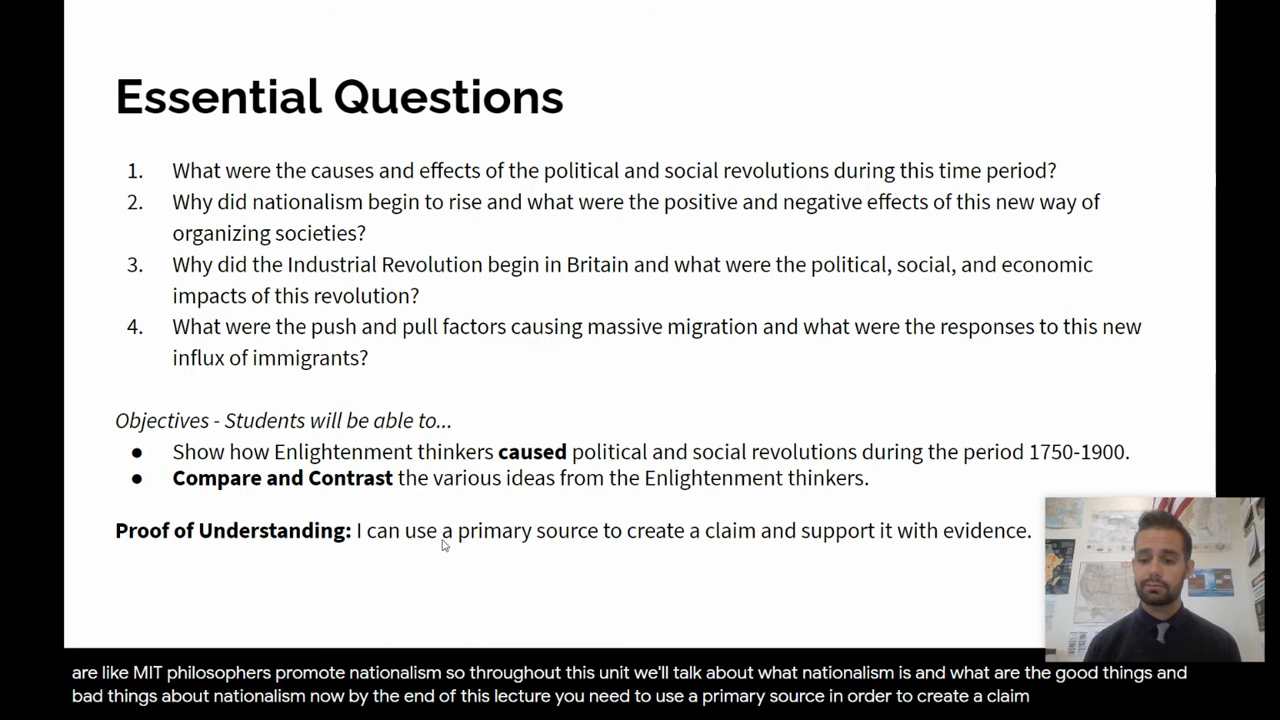 Essential Questions
1. What were the causes and effects of the political and social revolutions during this time period?
2. Why did nationalism begin to rise and what were the positive and negative effects of this new way of
organizing societies?
3. Why did the Industrial Revolution begin in Britain and what were the political, social, and economic
impacts of this revolution?
4. What were the push and pull factors causing massive migration and what were the responses to this new
influx of immigrants?
Objectives - Students will be able to...
● Show how Enlightenment thinkers caused political and social revolutions during the period 1750-1900.
● Compare and Contrast the various ideas from the Enlightenment thinkers.
Proof of Understanding: I can use a primary source to create a claim and support it with evidence.
are like MIT philosophers promote nationalism so throughout this unit we'll talk about what nationalism is and what are the good things and
bad things about nationalism now by the end of this lecture you need to use a primary source in order to create a claim